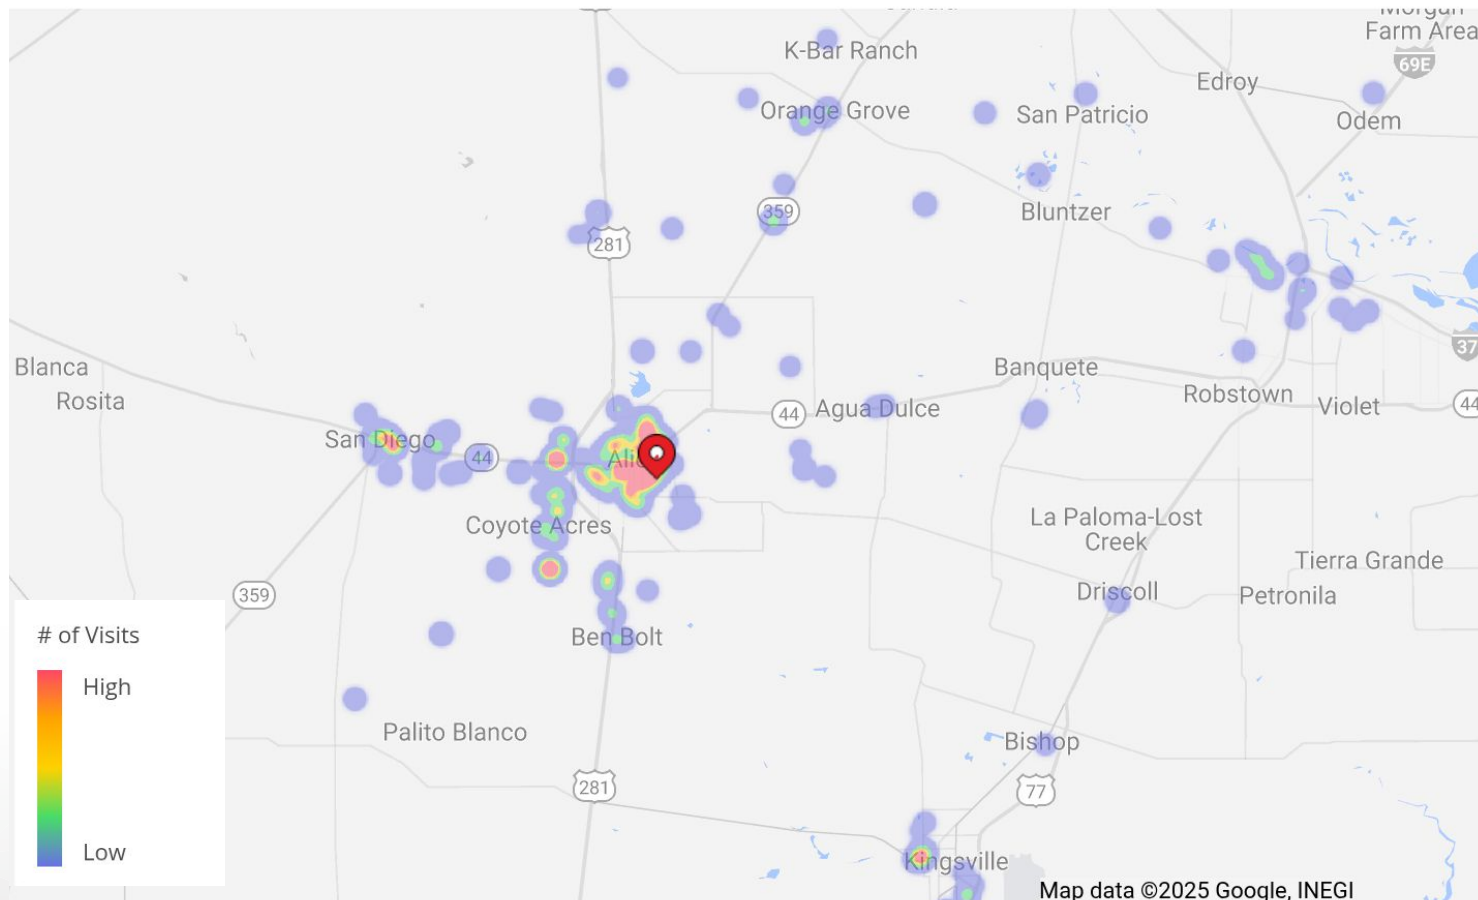 Morgan
Farm Area
69E
K-Bar Ranch
Edroy
Orange Grove
San Patricio
Odem
359
Bluntzer
281
37
Blanca
Banquete
Rosita
Robstown
44
Agua Dulce
Violet
44
San Diego
44
La Paloma-Lost
Creek
Coyote Acres
Tierra Grande
359
Driscoll
Petronila
# of Visits
Ben Bolt
High
Palito Blanco
Bishop
281
77
Low
Kingsville
Map data ©2025 Google, INEGI